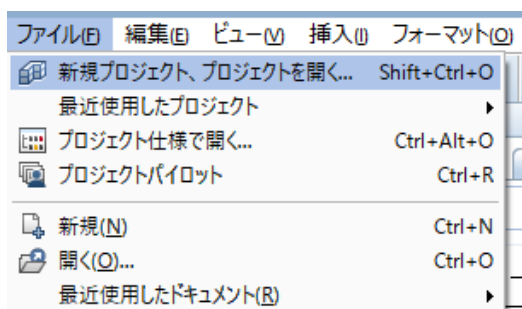 ファイル(F) 編集(E) ビュー(V) 挿入(I) フォーマット(O)
新規プロジェクト、プロジェクトを開く... Shift+Ctrl+O
最近使用したプロジェクト
プロジェクト仕様で開く... Ctrl+Alt+O
プロジェクトパイロット Ctrl+R
新規(N) Ctrl+N
開く(O)... Ctrl+O
最近使用したドキュメント(R)